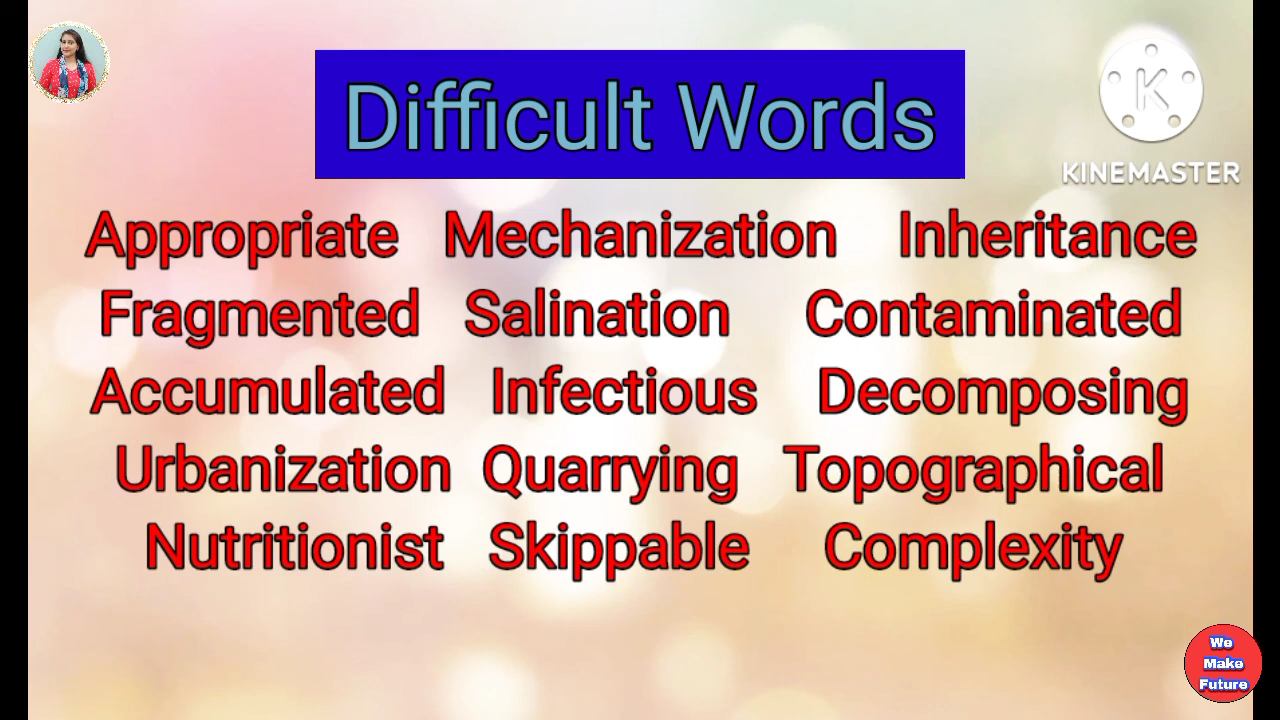 Difficult Words
K
KINEMASTER
Appropriate Mechanization Inheritance
Fragmented Salination Contaminated
Accumulated Infectious Decomposing
Urbanization Quarrying Topographical
Nutritionist Skippable Complexity
We
Make
Future